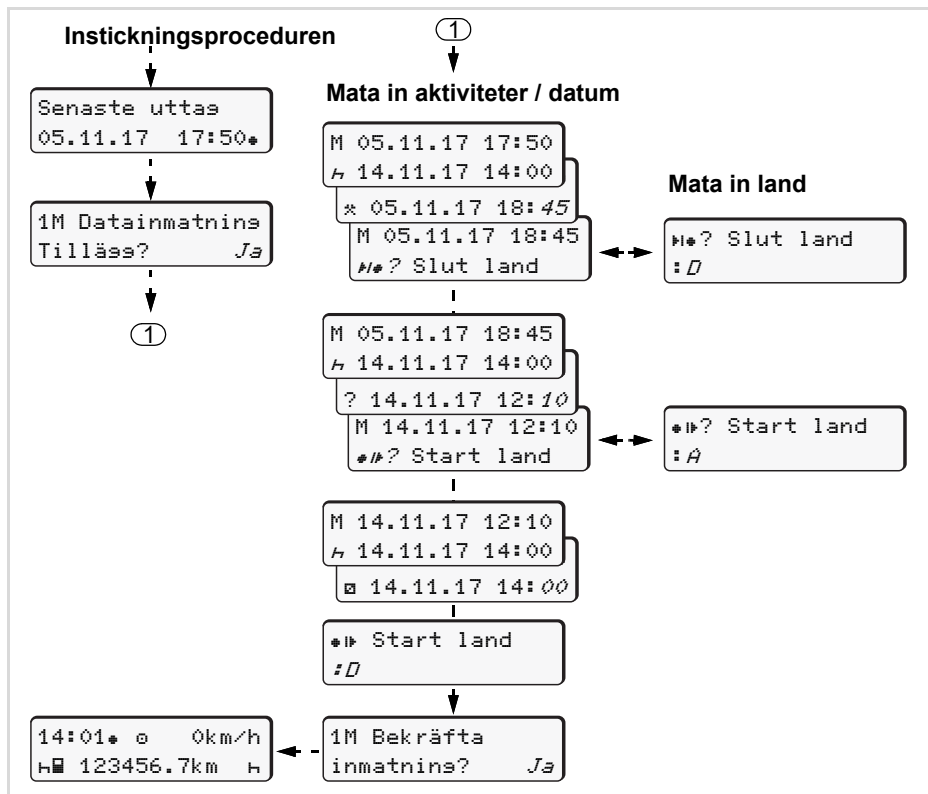 Instickningsproceduren
Senaste uttag
05.11.17 17:50
1M Datainmatning
Tillägg? Ja
1
1
Mata in aktiviteter / datum
M 05.11.17 17:50
14.11.17 14:00
05.11.17 18:45
M 05.11.17 18:45
? Slut land
Mata in land
? Slut land
:D
M 05.11.17 18:45
14.11.17 14:00
? 14.11.17 12:10
M 14.11.17 12:10
? Start land
? Start land
:A
M 14.11.17 12:10
14.11.17 14:00
14.11.17 14:00
Start land
:D
1M Bekräfta
inmatning? Ja
14:01 0km/h
123456.7km